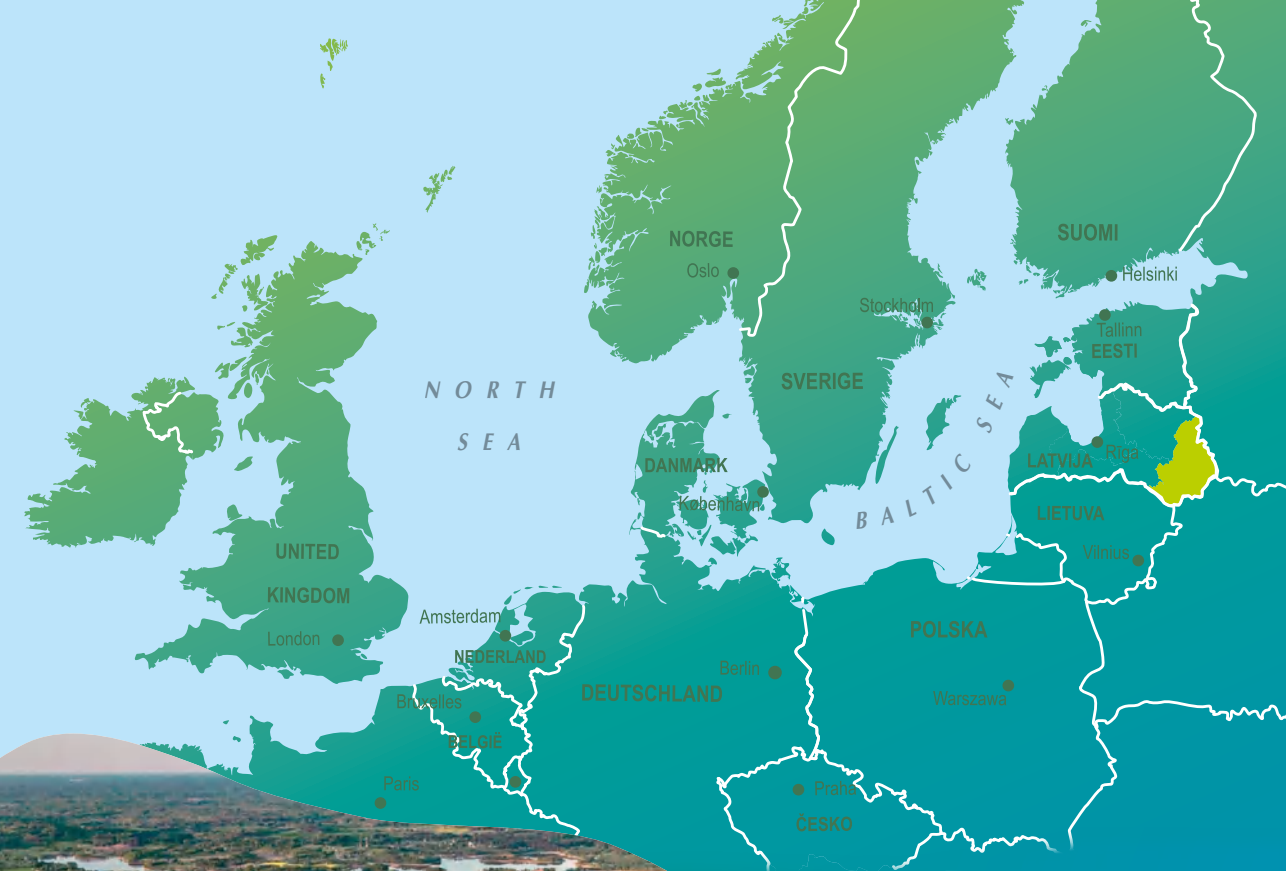 NORGE
Oslo
SUOMI
Helsinki
Stockholm
Tallinn
EESTI
SVERIGE
NORTH
SEA
BALTIC SEA
DANMARK
København
LATVIJA
Rīga
LIETUVA
Vilnius
UNITED
KINGDOM
London
Amsterdam
NEDERLAND
POLSKA
Berlin
DEUTSCHLAND
Warszawa
Bruxelles
BELGIË
Paris
Praha
ČESKO